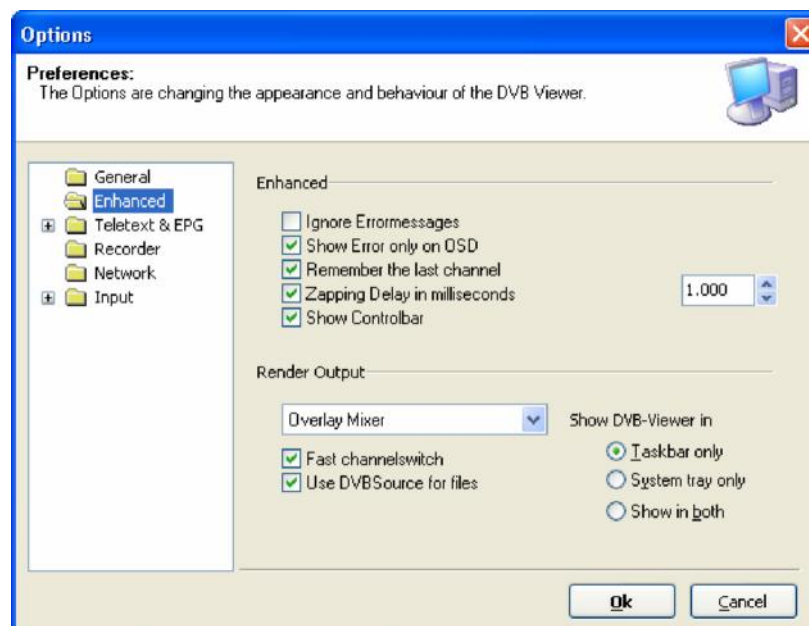 Options
Preferences:
The Options are changing the appearance and behaviour of the DVB Viewer.
General
Enhanced
Teletext & EPG
Recorder
Network
Input
Enhanced
Ignore Errormessages
Show Error only on OSD
Remember the last channel
Zapping Delay in milliseconds
1.000
Show Controlbar
Render Output
Overlay Mixer
Fast channelswitch
Use DVBSource for files
Show DVB-Viewer in
Taskbar only
System tray only
Show in both
Ok
Cancel